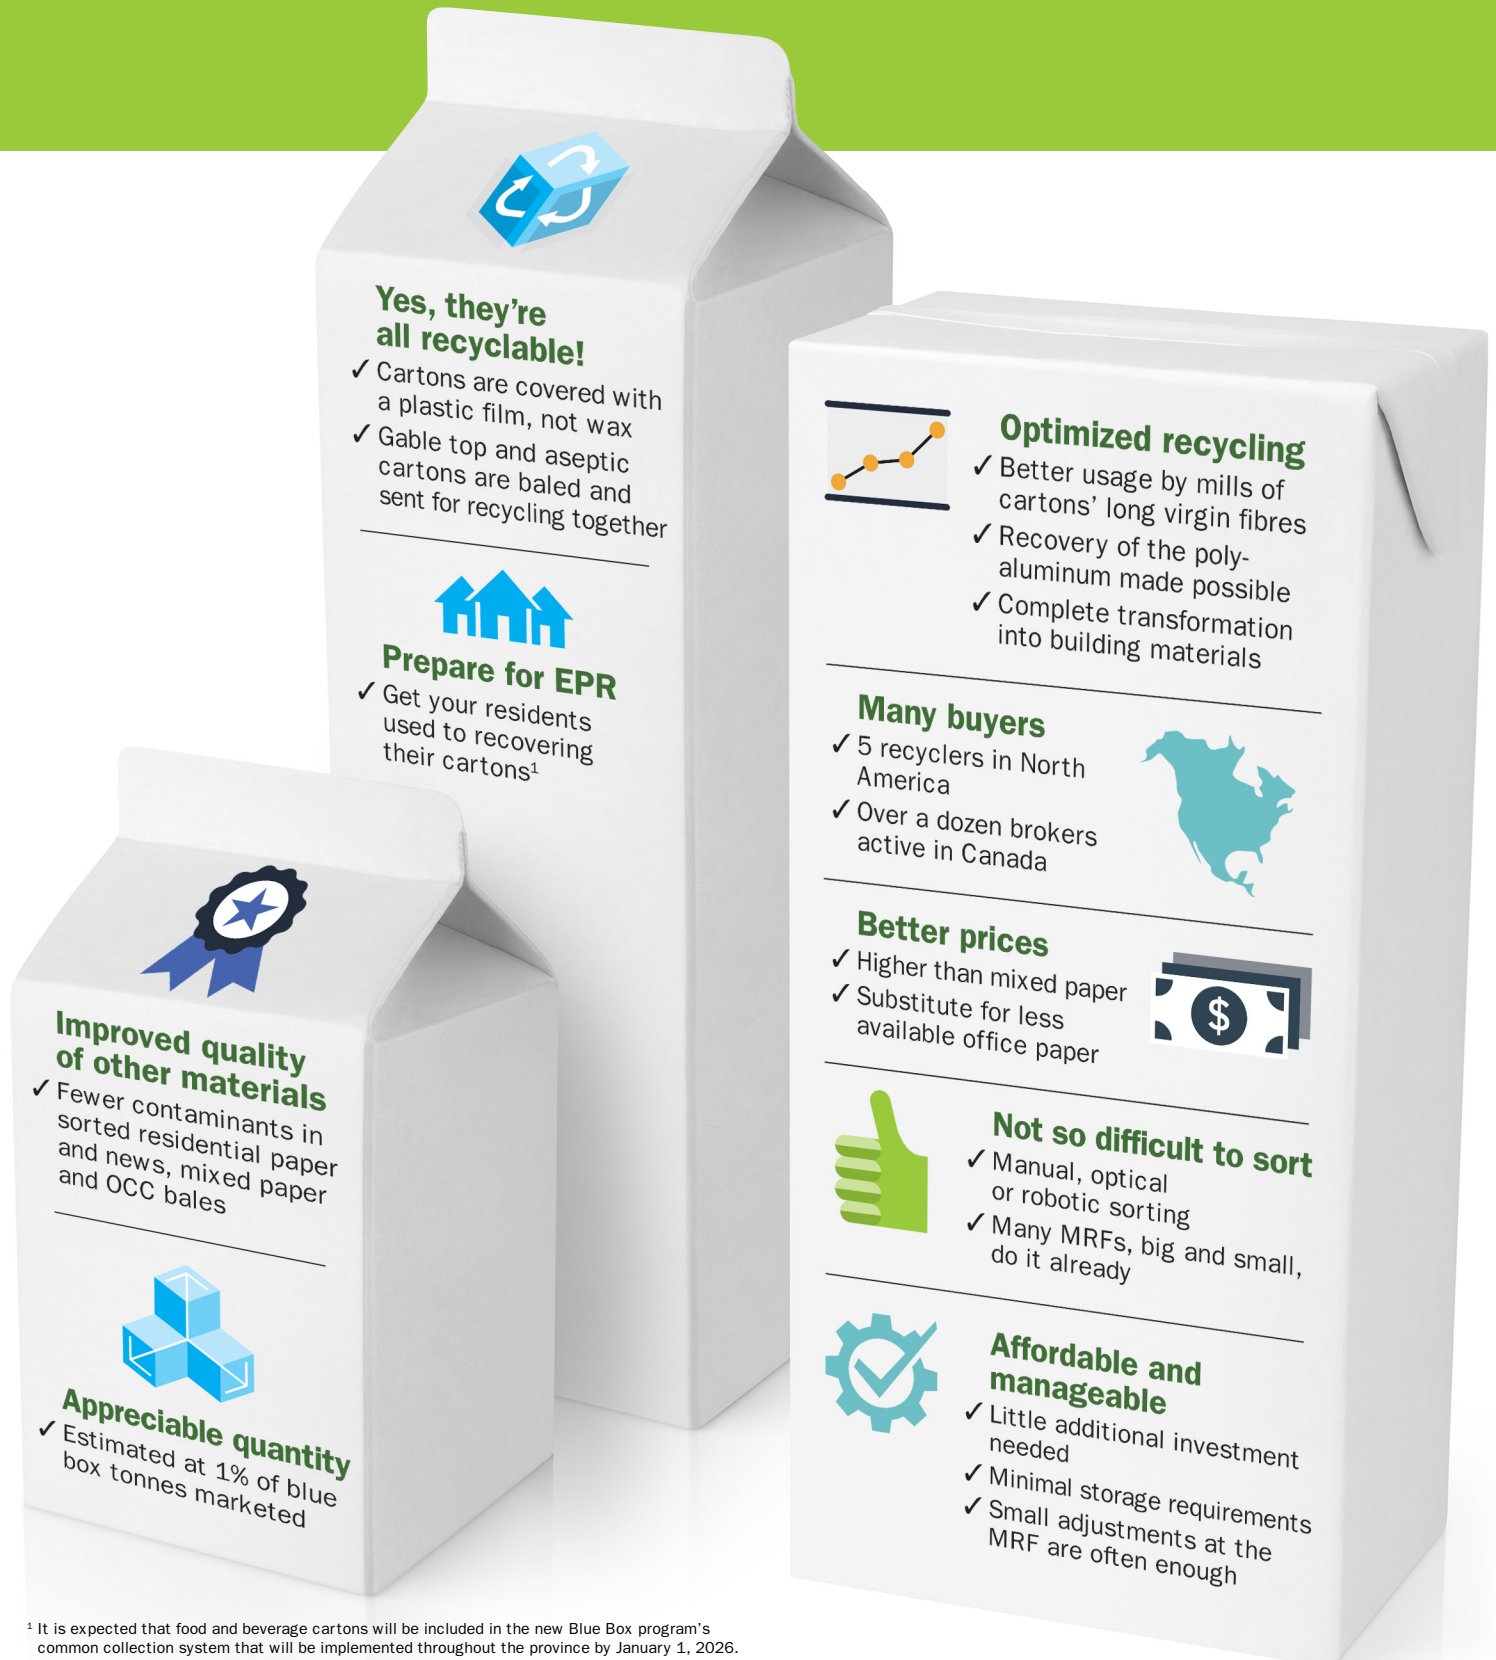 Yes, they're
all recyclable!
✓ Cartons are covered with
a plastic film, not wax
✓ Gable top and aseptic
cartons are baled and
sent for recycling together
Prepare for EPR
✓ Get your residents
used to recovering
their cartons¹
Improved quality
of other materials
✓ Fewer contaminants in
sorted residential paper
and news, mixed paper
and OCC bales
Appreciable quantity
✓ Estimated at 1% of blue
box tonnes marketed
Optimized recycling
✓ Better usage by mills of
cartons' long virgin fibres
✓ Recovery of the poly-
aluminum made possible
✓ Complete transformation
into building materials
Many buyers
✓ 5 recyclers in North
America
✓ Over a dozen brokers
active in Canada
Better prices
✓ Higher than mixed paper
✓ Substitute for less
available office paper
$
Not so difficult to sort
✓ Manual, optical
or robotic sorting
✓ Many MRFs, big and small,
do it already
Affordable and
manageable
✓ Little additional investment
needed
✓ Minimal storage requirements
✓ Small adjustments at the
MRF are often enough
¹ It is expected that food and beverage cartons will be included in the new Blue Box program's
common collection system that will be implemented throughout the province by January 1, 2026.